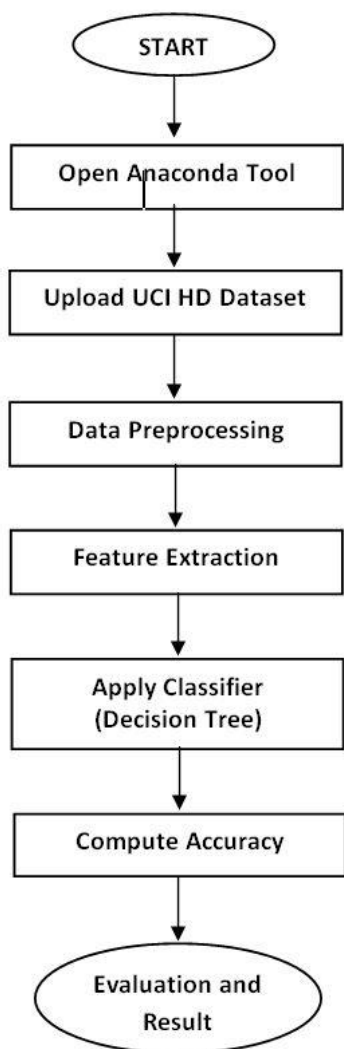 START
Open Anaconda Tool
Upload UCI HD Dataset
Data Preprocessing
Feature Extraction
Apply Classifier
(Decision Tree)
Compute Accuracy
Evaluation and
Result